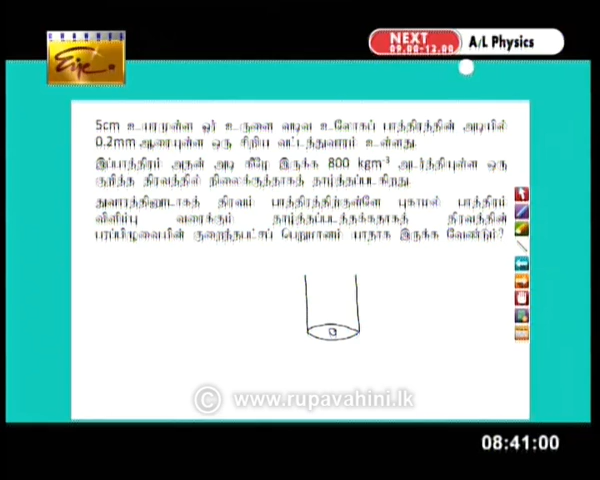 CHANNEL
Eye
NEXT
09.00-12.00
A/L Physics
5cm உயரமுள்ள ஓர் உருளை வடிவ உலோகப் பாத்திரத்தின் அடியில்
0.2mm ஆரையுள்ள ஒரு சிறிய வட்டத்துவாரம் உள்ளது.
இப்பாத்திரம் அதன் அடி கீழே இருக்க 800 kgm⁻³ அடர்த்தியுள்ள ஒரு
குறித்த திரவத்தில் நிலைக்குத்தாகத் தாழ்த்தப்படகிறது.
துவாரத்தினூடாகத் திரவம் பாத்திரத்திற்குள்ளே புகாமல் பாத்திரம்
விளிம்பு வரைக்கும் தாழ்த்தப்படத்தக்கதாகத் திரவத்தின்
பரப்பிழுவையின் குறைந்தபட்சப் பெறுமானம் யாதாக இருக்க வேண்டும்?
© www.rupavahini.lk
08:41:00